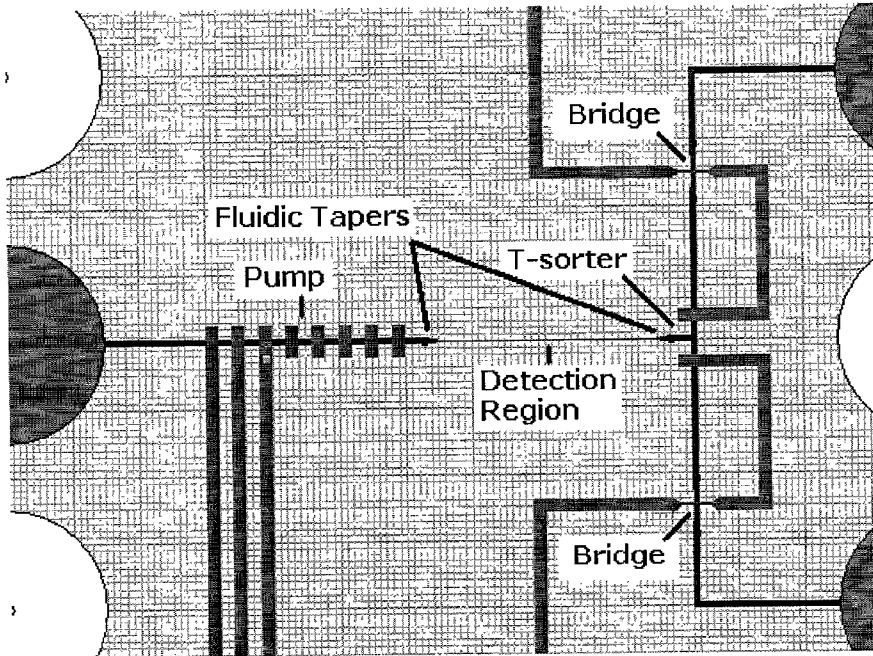 Bridge
Fluidic Tapers
T-sorter
Pump
Detection
Region
Bridge